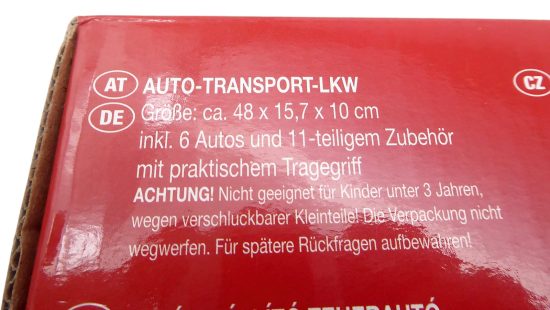 AT AUTO-TRANSPORT-LKW CZ
DE Größe: ca. 48 x 15,7 x 10 cm
inkl. 6 Autos und 11-teiligem Zubehör
mit praktischem Tragegriff
ACHTUNG! Nicht geeignet für Kinder unter 3 Jahren,
wegen verschluckbarer Kleinteile! Die Verpackung nicht
wegwerfen. Für spätere Rückfragen aufbewahren!